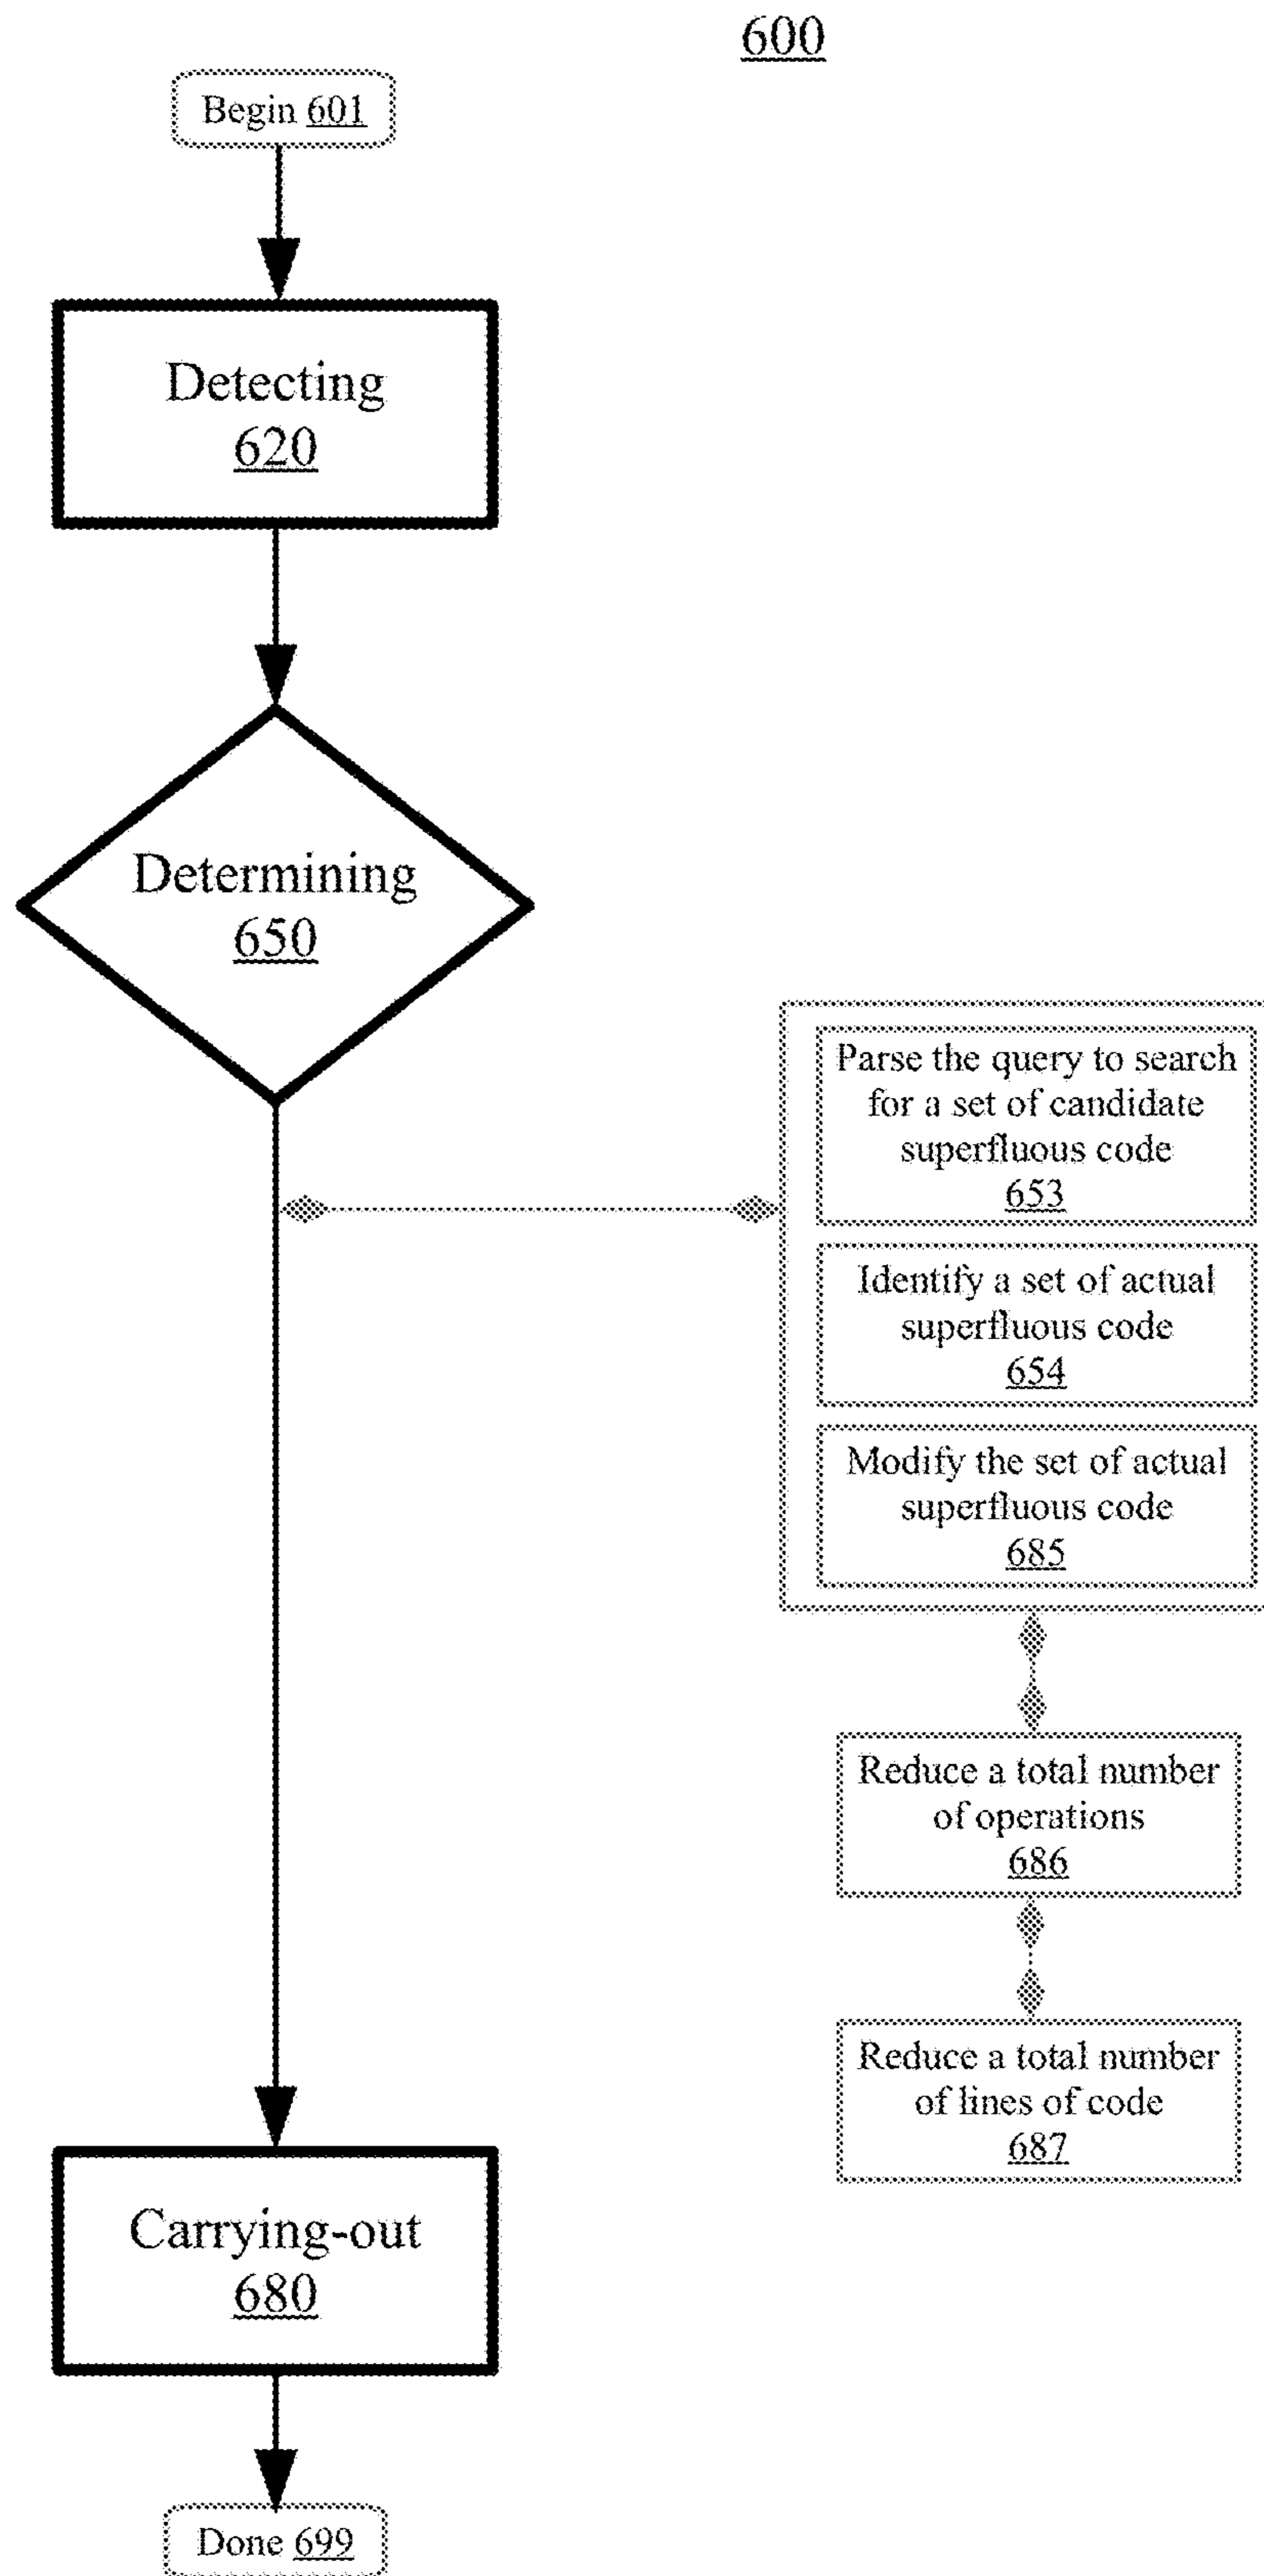 600
Begin 601
Detecting
620
Determining
650
Parse the query to search
for a set of candidate
superfluous code
653
Identify a set of actual
superfluous code
654
Modify the set of actual
superfluous code
685
Reduce a total number
of operations
686
Reduce a total number
of lines of code
687
Carrying-out
680
Done 699